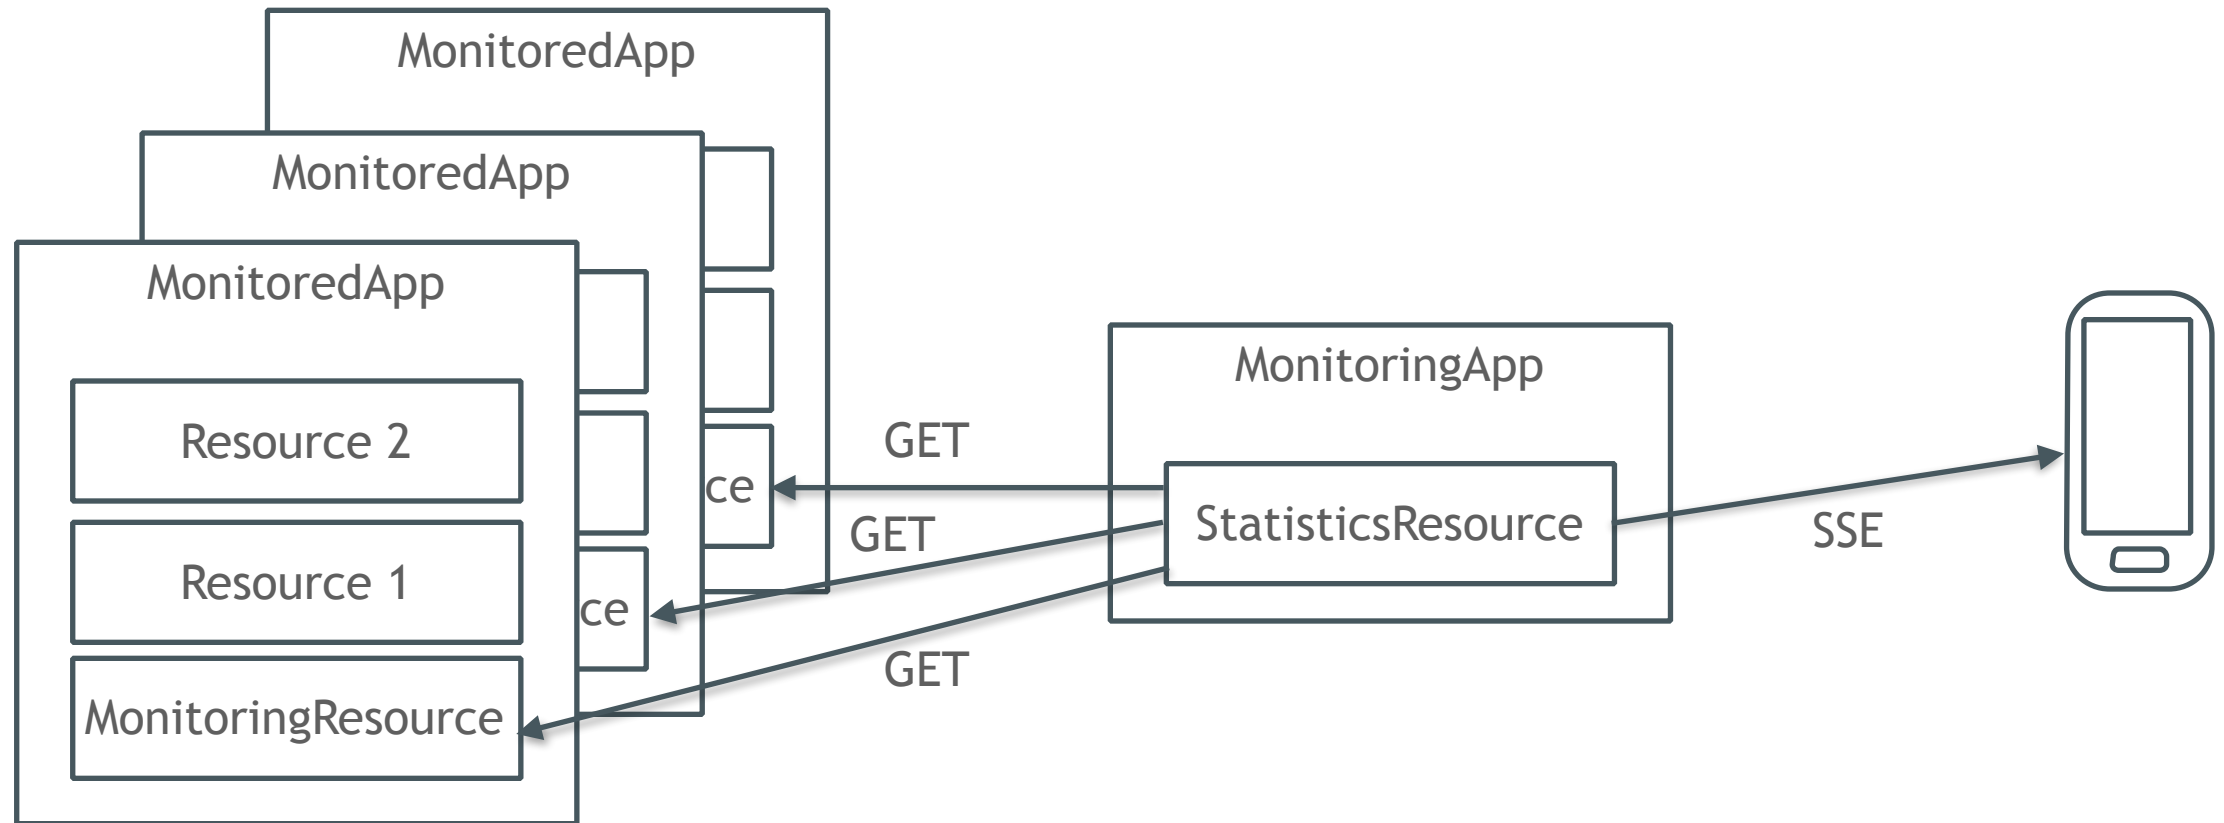 MonitoredApp
MonitoredApp
MonitoredApp
Resource 2
Resource 1
MonitoringResource
ce
ce
GET
GET
GET
MonitoringApp
StatisticsResource
SSE